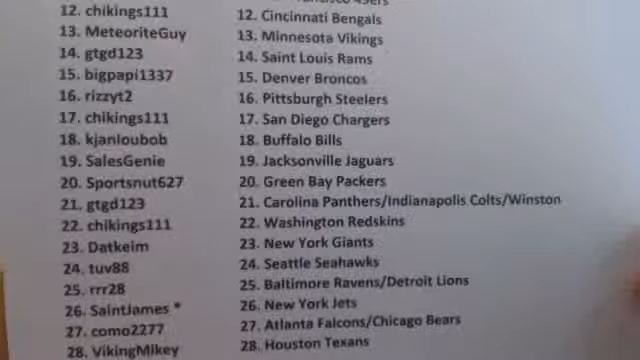 49ers
12. chikings111 12. Cincinnati Bengals
13. MeteoriteGuy 13. Minnesota Vikings
14. gtgd123 14. Saint Louis Rams
15. bigpapi1337 15. Denver Broncos
16. rizzyt2 16. Pittsburgh Steelers
17. chikings111 17. San Diego Chargers
18. kjanloubob 18. Buffalo Bills
19. SalesGenie 19. Jacksonville Jaguars
20. Sportsnut627 20. Green Bay Packers
21. gtgd123 21. Carolina Panthers/Indianapolis Colts/Winston
22. chikings111 22. Washington Redskins
23. Datkeim 23. New York Giants
24. tuv88 24. Seattle Seahawks
25. rrr28 25. Baltimore Ravens/Detroit Lions
26. SaintJames * 26. New York Jets
27. como2277 27. Atlanta Falcons/Chicago Bears
28. VikingMikey 28. Houston Texans